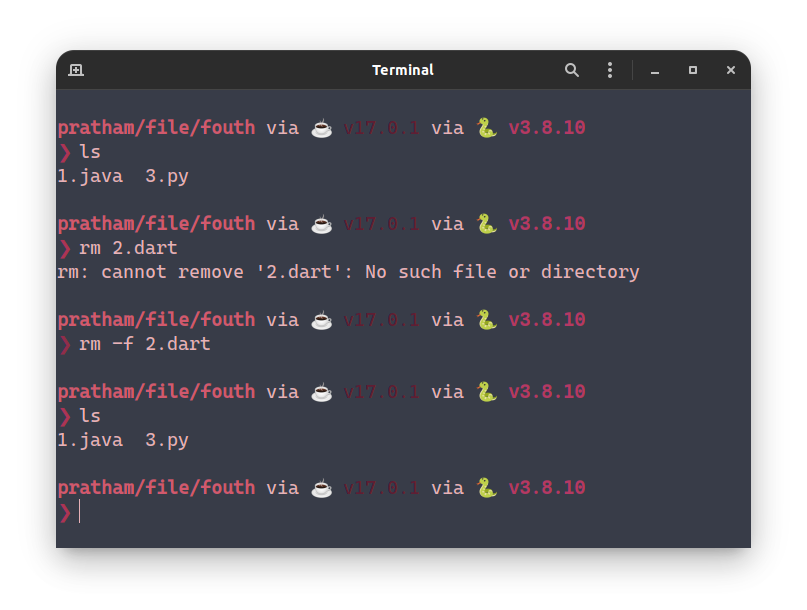 Terminal
pratham/file/fouth via ☕ v17.0.1 via 🐍 v3.8.10
❯ ls
1.java  3.py
pratham/file/fouth via ☕ v17.0.1 via 🐍 v3.8.10
❯ rm 2.dart
rm: cannot remove '2.dart': No such file or directory
pratham/file/fouth via ☕ v17.0.1 via 🐍 v3.8.10
❯ rm -f 2.dart
pratham/file/fouth via ☕ v17.0.1 via 🐍 v3.8.10
❯ ls
1.java  3.py
pratham/file/fouth via ☕ v17.0.1 via 🐍 v3.8.10
❯